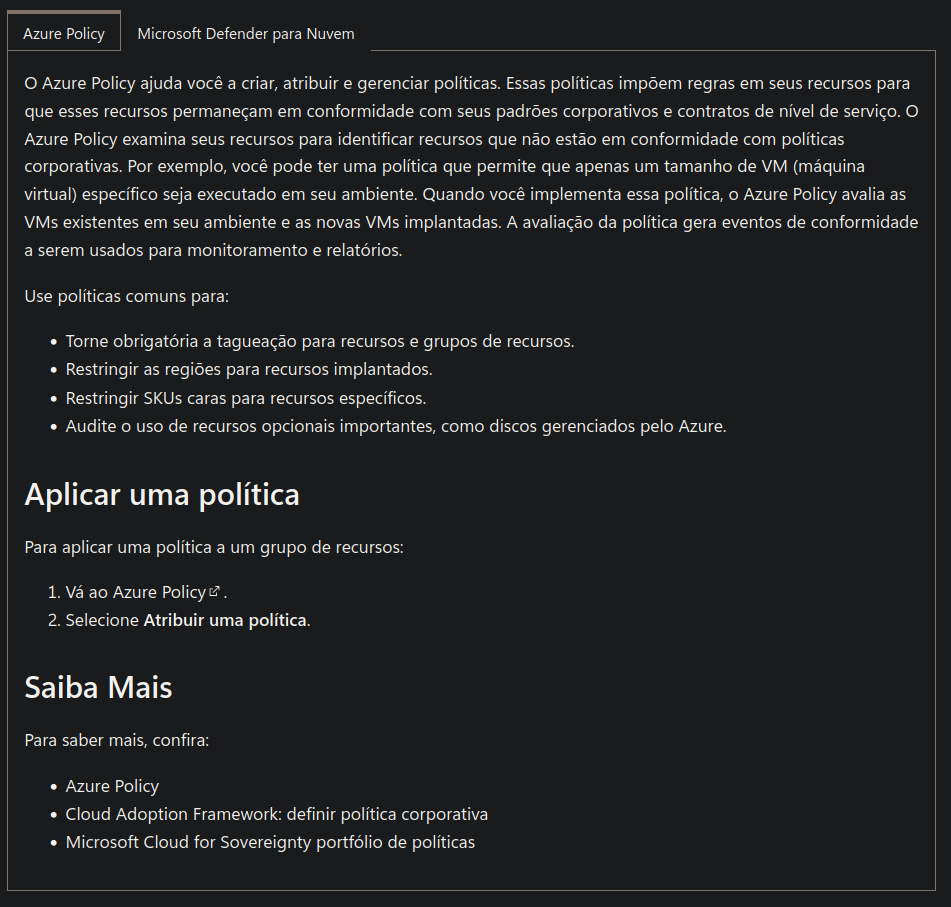 Azure Policy
Microsoft Defender para Nuvem
O Azure Policy ajuda você a criar, atribuir e gerenciar políticas. Essas políticas impõem regras em seus recursos para
que esses recursos permaneçam em conformidade com seus padrões corporativos e contratos de nível de serviço. O
Azure Policy examina seus recursos para identificar recursos que não estão em conformidade com políticas
corporativas. Por exemplo, você pode ter uma política que permite que apenas um tamanho de VM (máquina
virtual) específico seja executado em seu ambiente. Quando você implementa essa política, o Azure Policy avalia as
VMs existentes em seu ambiente e as novas VMs implantadas. A avaliação da política gera eventos de conformidade
a serem usados para monitoramento e relatórios.
Use políticas comuns para:
• Torne obrigatória a tagueação para recursos e grupos de recursos.
• Restringir as regiões para recursos implantados.
• Restringir SKUs caras para recursos específicos.
• Audite o uso de recursos opcionais importantes, como discos gerenciados pelo Azure.
Aplicar uma política
Para aplicar uma política a um grupo de recursos:
1. Vá ao Azure Policy .
2. Selecione Atribuir uma política.
Saiba Mais
Para saber mais, confira:
• Azure Policy
• Cloud Adoption Framework: definir política corporativa
• Microsoft Cloud for Sovereignty portfólio de políticas